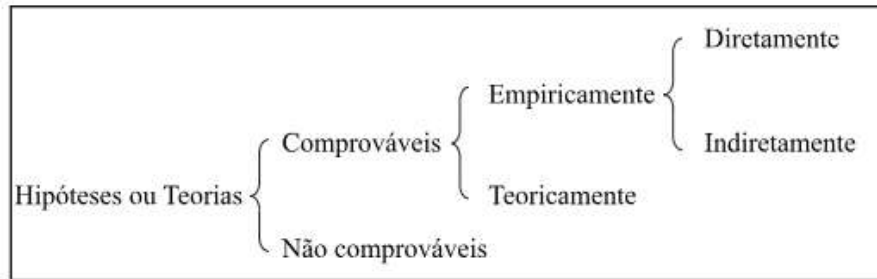 Diretamente
Empiricamente
Comprováveis
Indiretamente
Hipóteses ou Teorias
Teoricamente
Não comprováveis